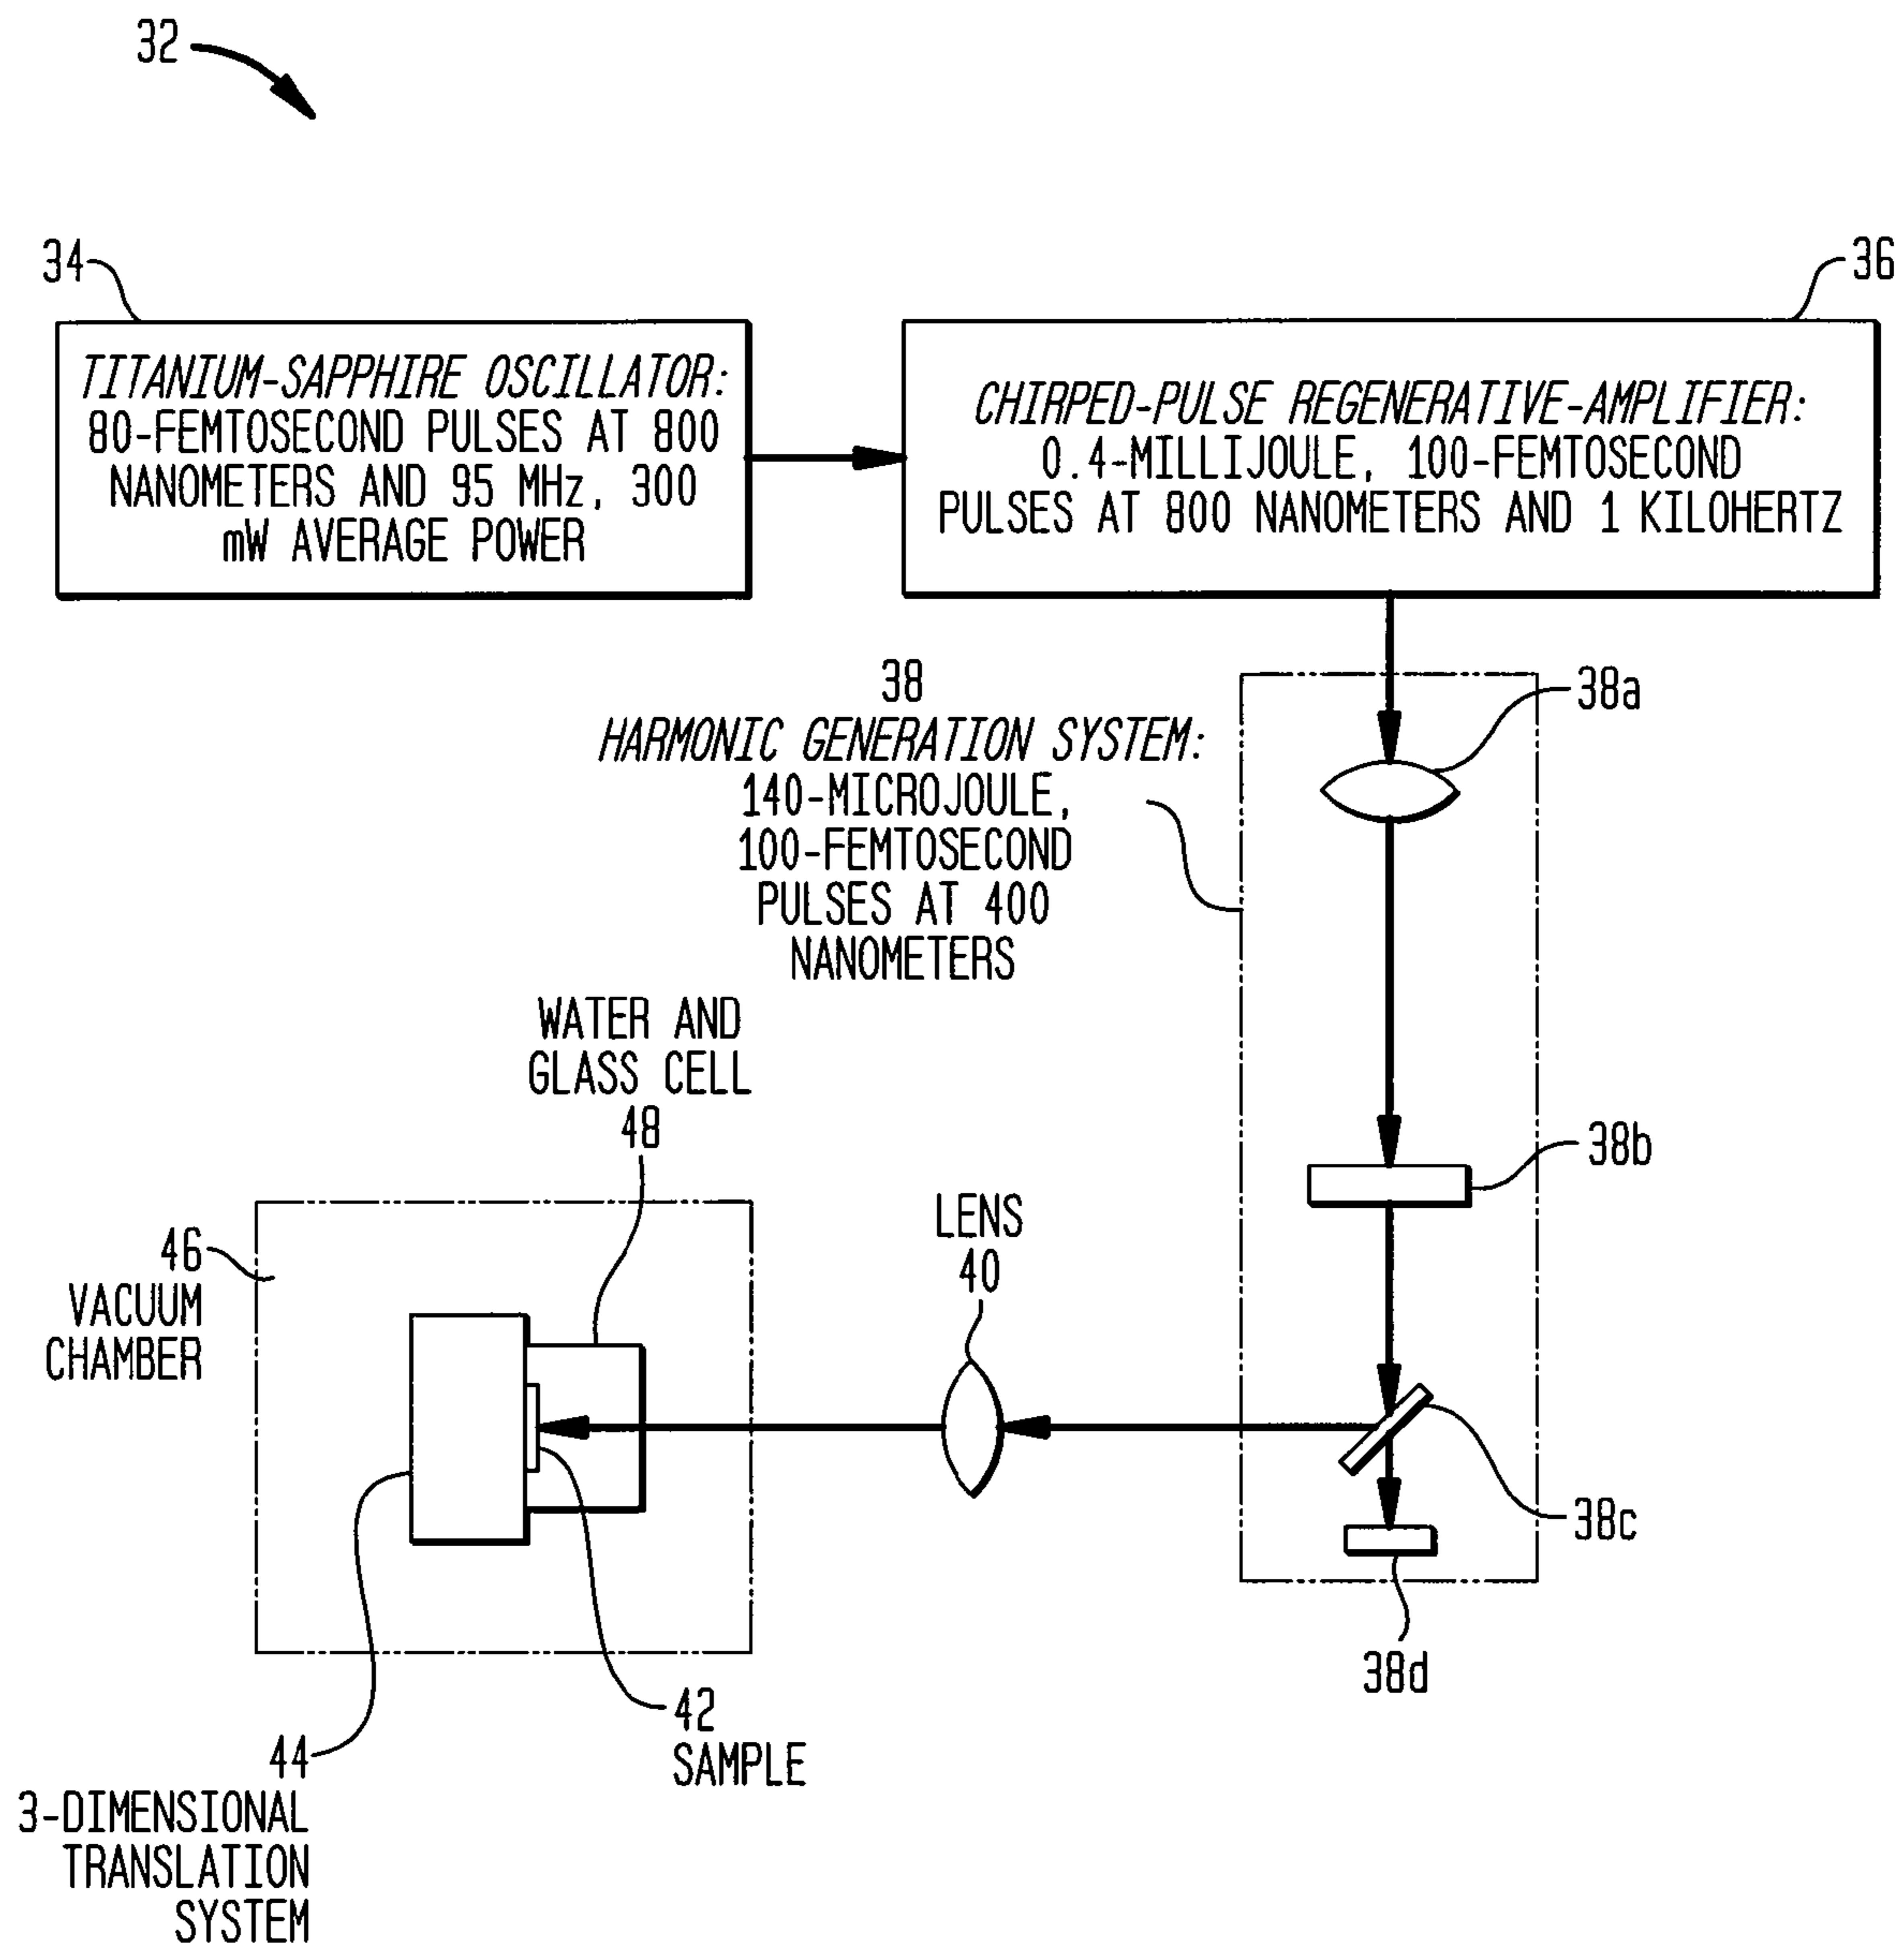 32
34
TITANIUM-SAPPHIRE OSCILLATOR:
80-FEMTOSECOND PULSES AT 800
NANOMETERS AND 95 MHz, 300
mW AVERAGE POWER
36
CHIRPED-PULSE REGENERATIVE-AMPLIFIER:
0.4-MILLIJOULE, 100-FEMTOSECOND
PULSES AT 800 NANOMETERS AND 1 KILOHERTZ
38
HARMONIC GENERATION SYSTEM:
140-MICROJOULE,
100-FEMTOSECOND
PULSES AT 400
NANOMETERS
38a
38b
38c
38d
WATER AND
GLASS CELL
48
LENS
40
46
VACUUM
CHAMBER
42
SAMPLE
44
3-DIMENSIONAL
TRANSLATION
SYSTEM